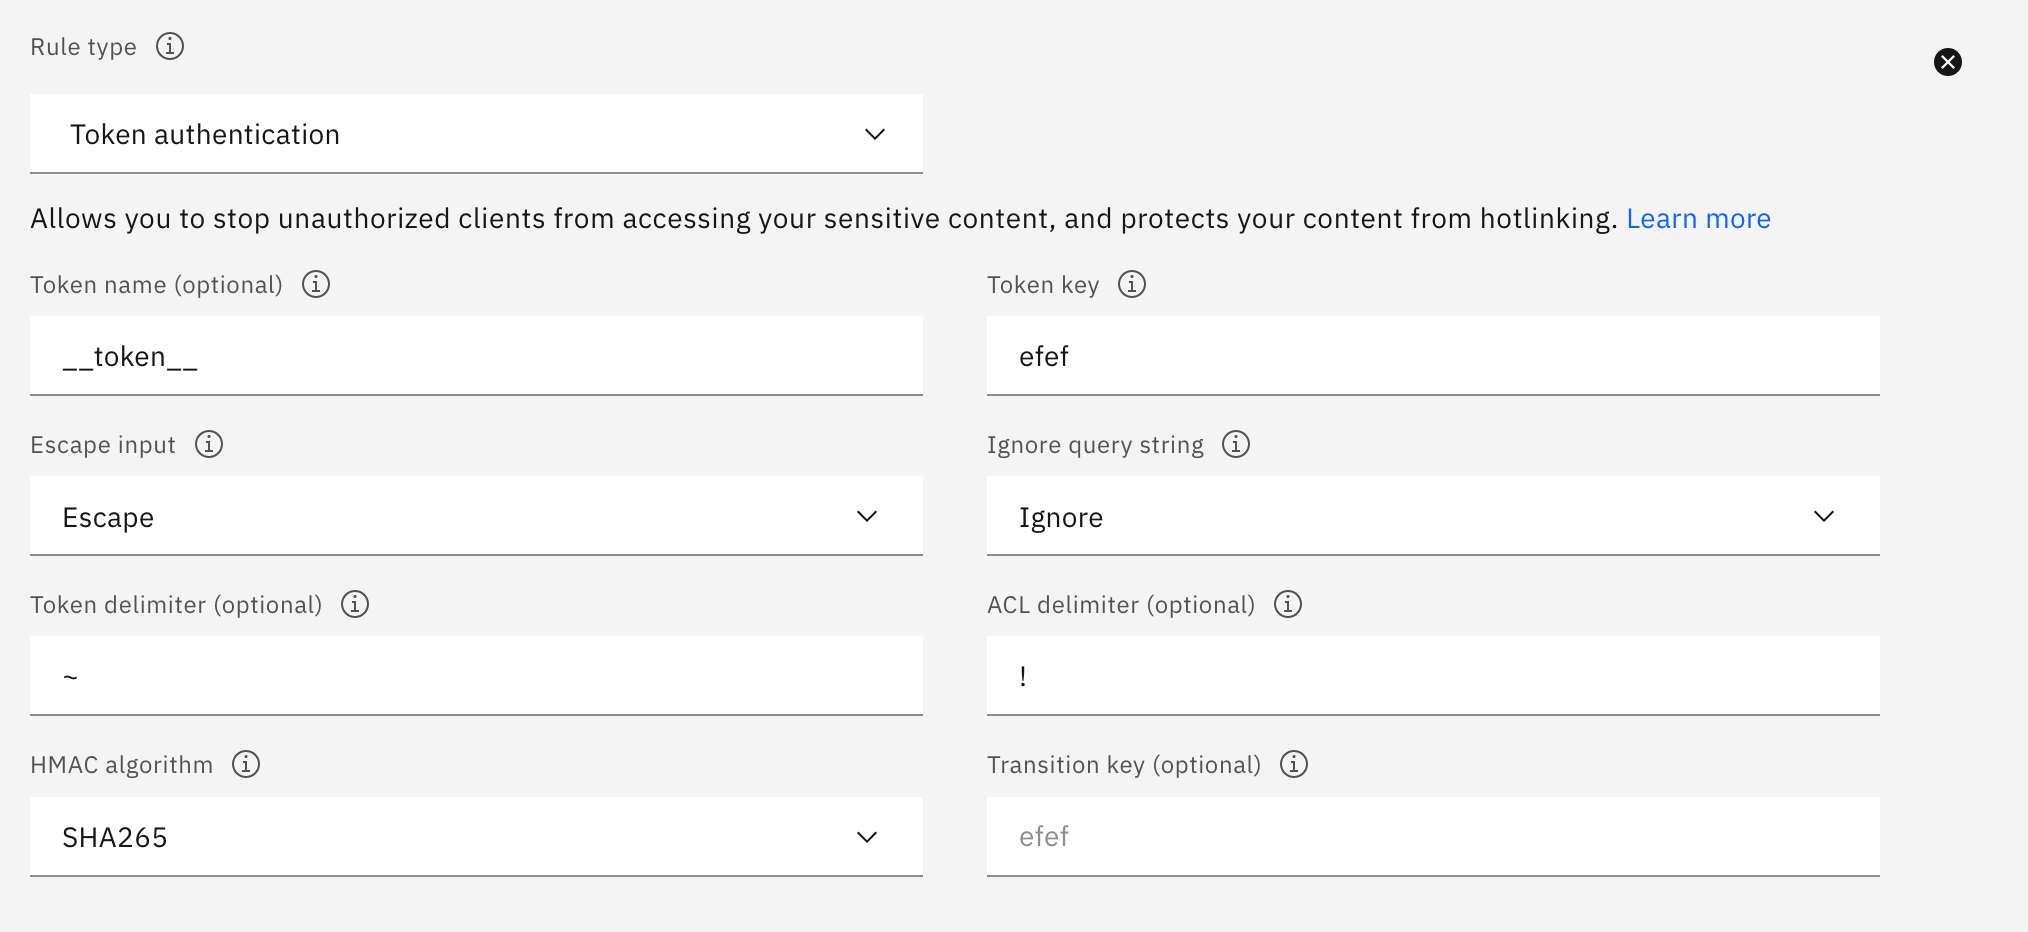 Rule type
Token authentication
Allows you to stop unauthorized clients from accessing your sensitive content, and protects your content from hotlinking. Learn more
Token name (optional)
__token__
Token key
efef
Escape input
Escape
Ignore query string
Ignore
Token delimiter (optional)
~
ACL delimiter (optional)
!
HMAC algorithm
SHA265
Transition key (optional)
efef